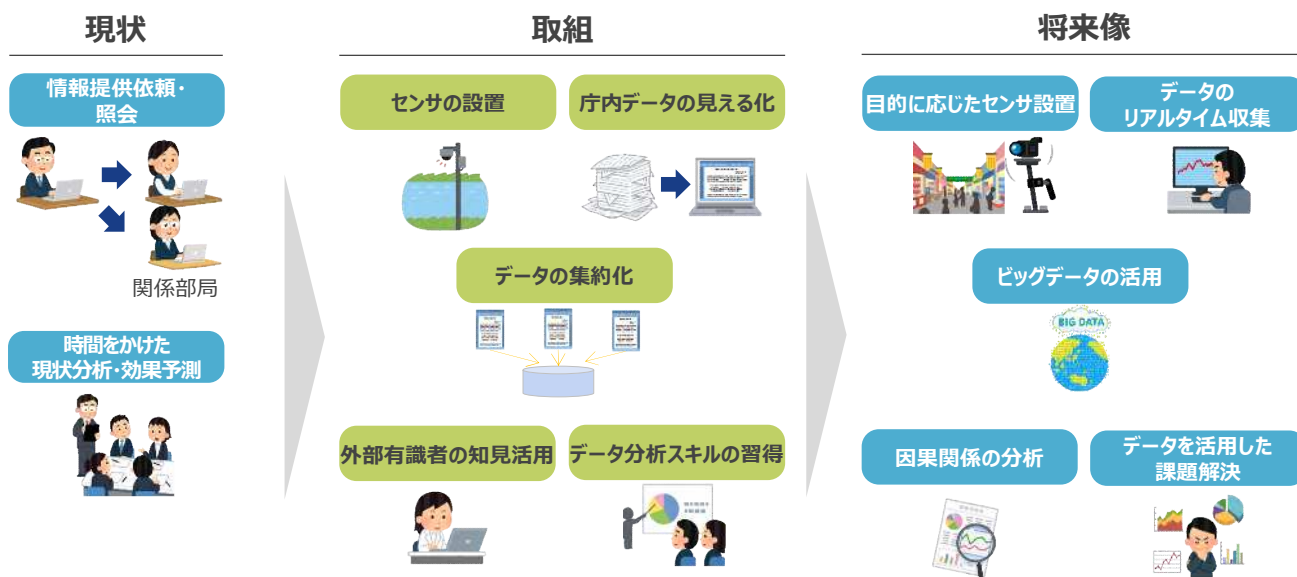 現状
情報提供依頼・
照会
関係部局
時間をかけた
現状分析・効果予測
取組
センサの設置
庁内データの見える化
データの集約化
外部有識者の知見活用
データ分析スキルの習得
将来像
目的に応じたセンサ設置
データの
リアルタイム収集
ビッグデータの活用
BIG DATA
因果関係の分析
データを活用した
課題解決